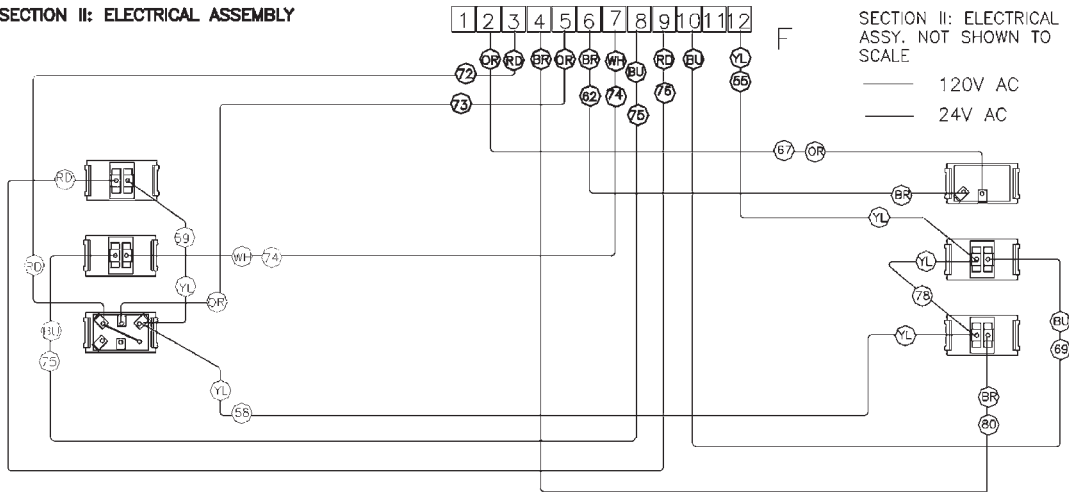 SECTION II: ELECTRICAL ASSEMBLY
1 2 3 4 5 6 7 8 9 10 11 12
F
SECTION II: ELECTRICAL
ASSY. NOT SHOWN TO
SCALE
120V AC
24V AC
OR RD BR OR BR WH BU RD BU YL
72
73
62 74 75 76 55
67 OR
RD
BR
59
YL
WH 74
RD
YL
YL
OR
78
BU
YL
BU
75
69
YL
58
BR
80